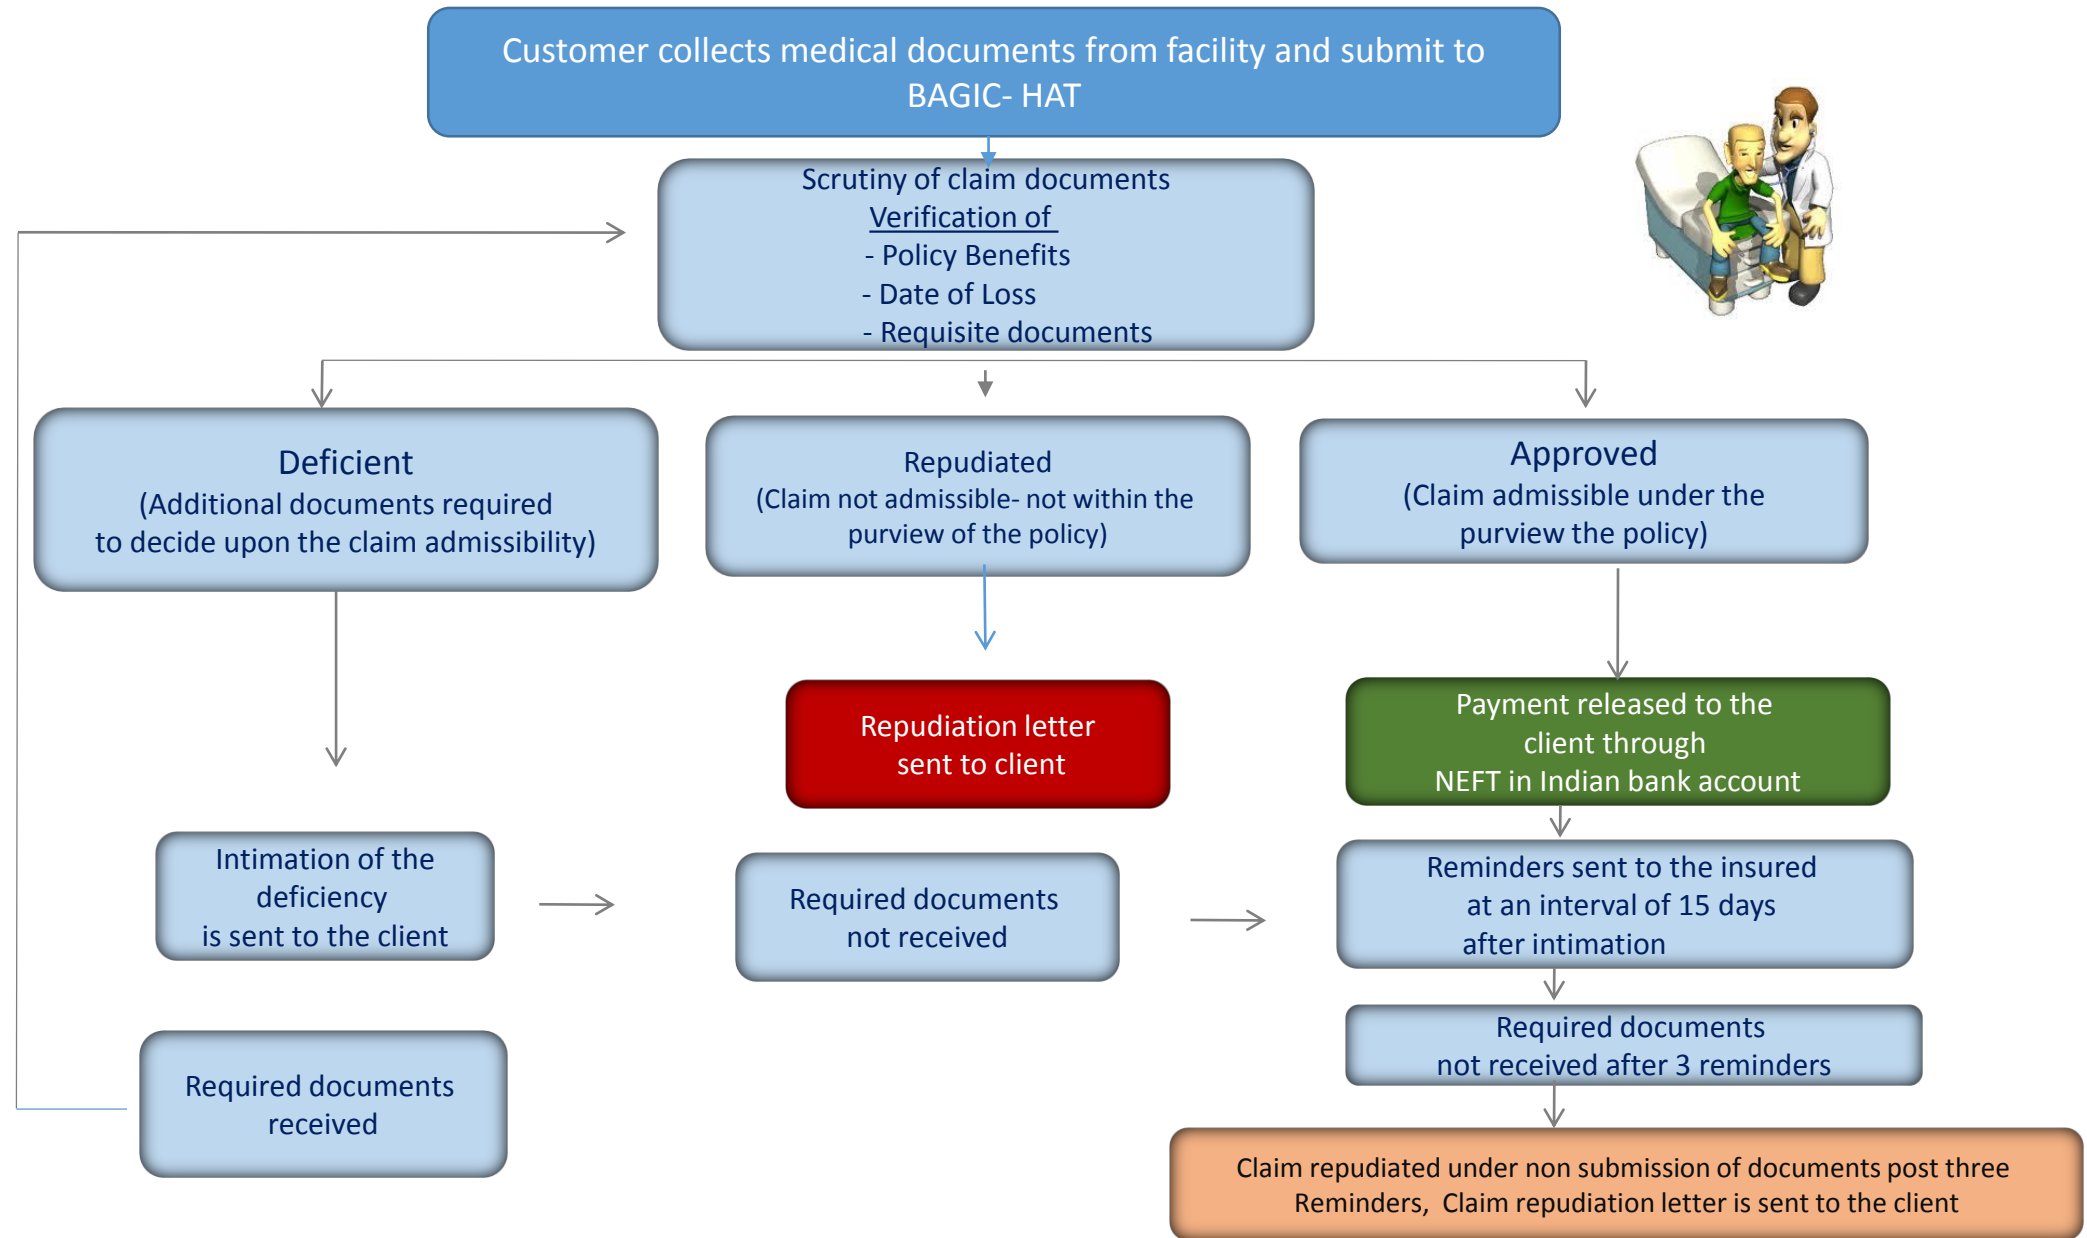 Customer collects medical documents from facility and submit to
BAGIC- HAT
Scrutiny of claim documents
Verification of
- Policy Benefits
- Date of Loss
- Requisite documents
Deficient
(Additional documents required
to decide upon the claim admissibility)
Repudiated
(Claim not admissible- not within the
purview of the policy)
Approved
(Claim admissible under the
purview the policy)
Repudiation letter
sent to client
Payment released to the
client through
NEFT in Indian bank account
Intimation of the
deficiency
is sent to the client
Required documents
not received
Reminders sent to the insured
at an interval of 15 days
after intimation
Required documents
not received after 3 reminders
Required documents
received
Claim repudiated under non submission of documents post three
Reminders, Claim repudiation letter is sent to the client